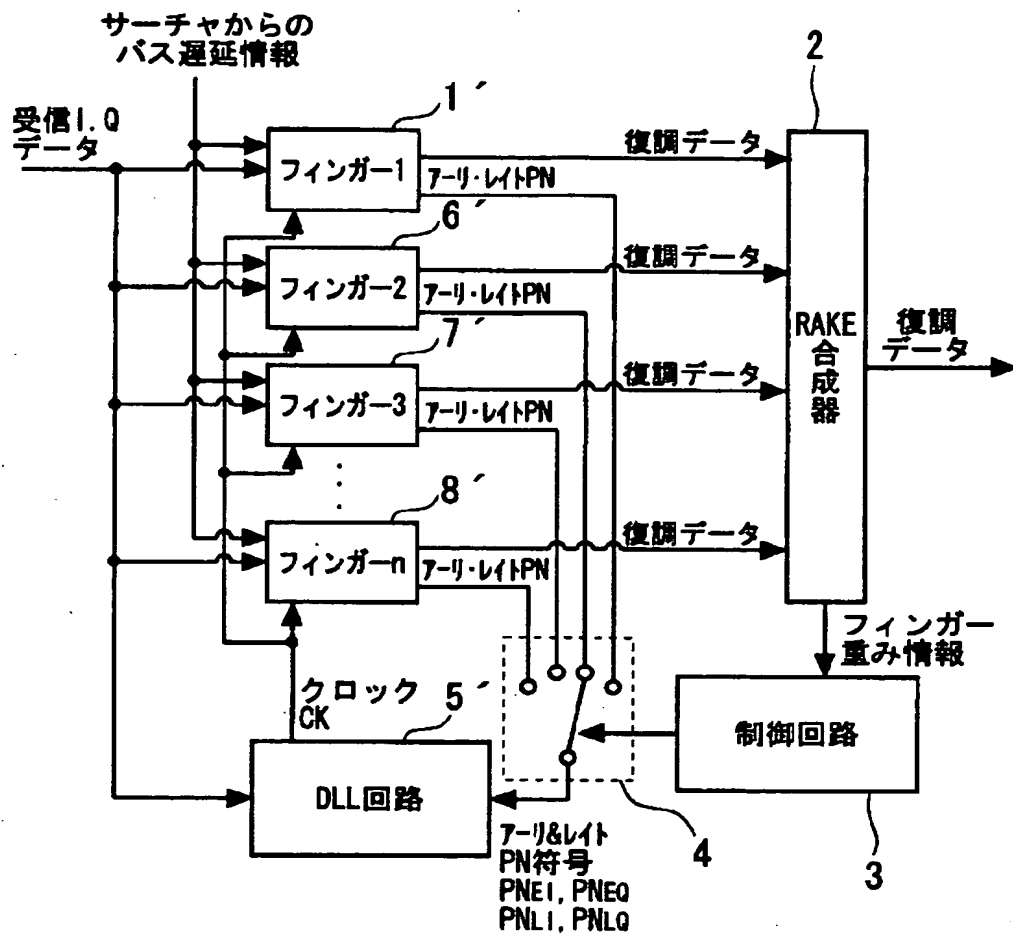 サーチャからの
バス遅延情報
受信I.Q
データ
1´
フィンガー1
復調データ
アーリ・レイトPN
2
6´
フィンガー2
復調データ
アーリ・レイトPN
7´
フィンガー3
復調データ
アーリ・レイトPN
RAKE
合成器
復調
データ
8´
フィンガーn
復調データ
アーリ・レイトPN
フィンガー
重み情報
クロック
CK
5´
DLL回路
制御回路
4
3
アーリ&レイト
PN符号
PNEI, PNEQ
PNLI, PNLQ